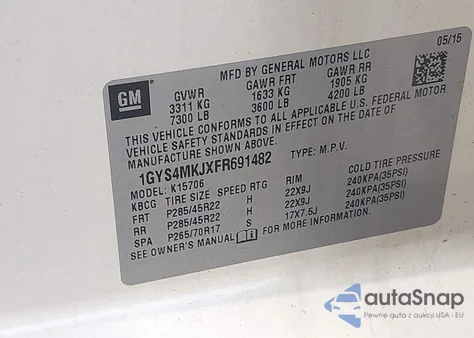 05/15
MFD BY GENERAL MOTORS LLC
GM
GVWR GAWR FRT GAWR RR
3311 KG 1633 KG 1905 KG
7300 LB 3600 LB 4200 LB
THIS VEHICLE CONFORMS TO ALL APPLICABLE U.S. FEDERAL MOTOR
VEHICLE SAFETY STANDARDS IN EFFECT ON THE DATE OF
MANUFACTURE SHOWN ABOVE.
1GYS4MKJXFR691482 TYPE: M.P.V.
MODEL: K15706
KBCG TIRE SIZE SPEED RTG RIM COLD TIRE PRESSURE
FRT P285/45R22 H 22X9J 240KPA(35PSI)
RR P285/45R22 H 22X9J 240KPA(35PSI)
SPA P265/70R17 S 17X7.5J 240KPA(35PSI)
SEE OWNER'S MANUAL FOR MORE INFORMATION.
autaSnap
Pewne auta z aukcji USA i EU